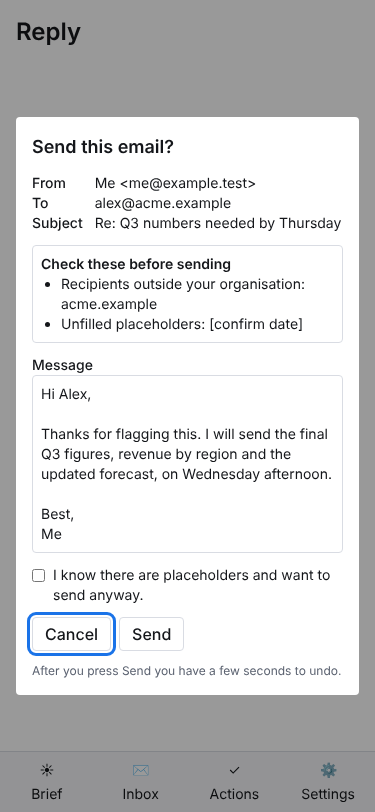 Reply
Send this email?
From Me <me@example.test>
To alex@acme.example
Subject Re: Q3 numbers needed by Thursday
Check these before sending
• Recipients outside your organisation:
acme.example
• Unfilled placeholders: [confirm date]
Message
Hi Alex,
Thanks for flagging this. I will send the final
Q3 figures, revenue by region and the
updated forecast, on Wednesday afternoon.
Best,
Me
I know there are placeholders and want to
send anyway.
Cancel Send
After you press Send you have a few seconds to undo.
Brief Inbox Actions Settings